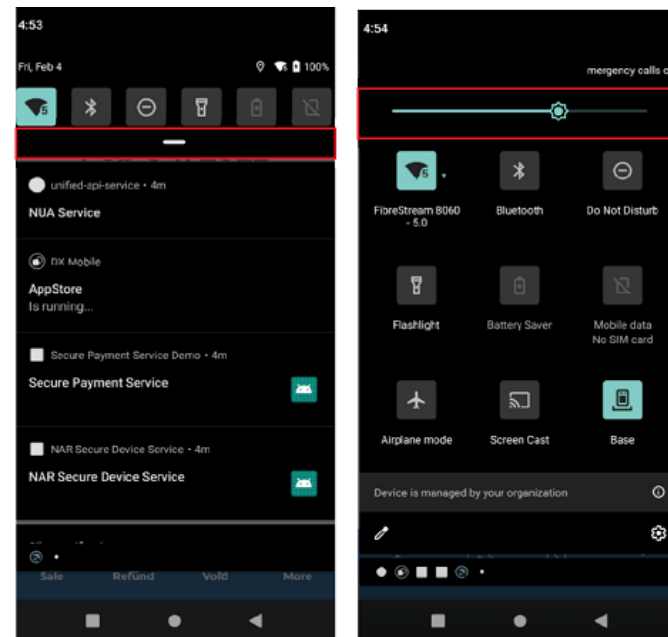 4:53
Fri, Feb 4
5 100%
5
unified-api-service • 4m
NUA Service
DX Mobile
AppStore
Is running...
Secure Payment Service Demo • 4m
Secure Payment Service
NAR Secure Device Service • 4m
NAR Secure Device Service
Sale Refund Void More
4:54
mergency calls o
5
FibreStream 8060
- 5.0
Bluetooth
Do Not Disturb
Flashlight
Battery Saver
Mobile data
No SIM card
Airplane mode
Screen Cast
Base
Device is managed by your organization